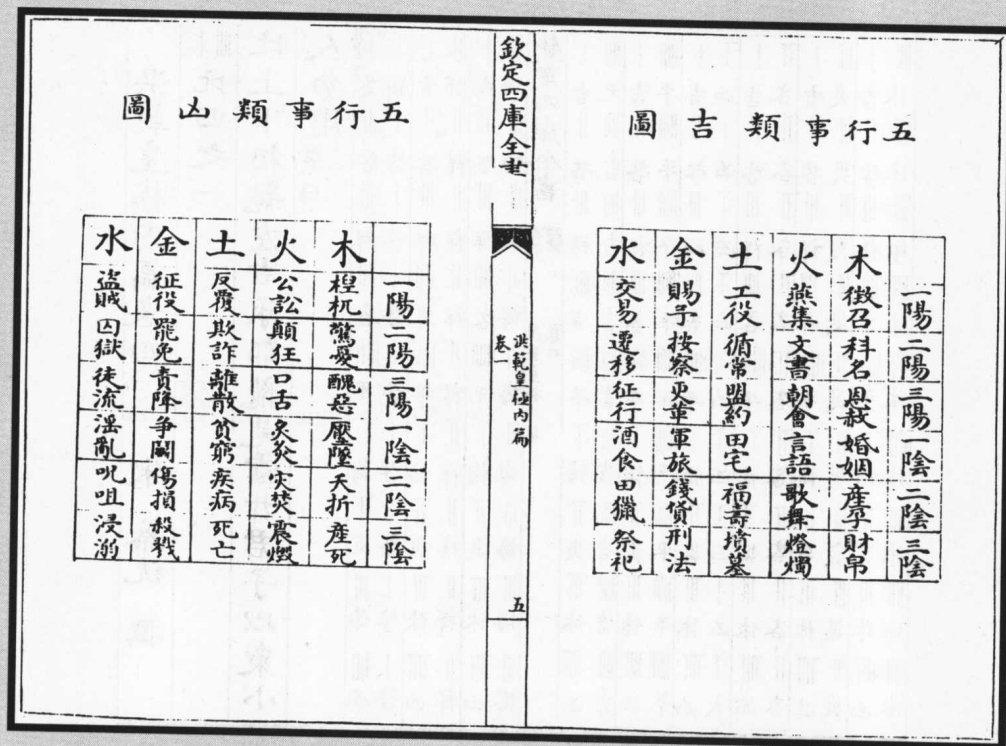 五行事類吉圖
一陽二陽三陽一陰二陰三陰
木徴召科名恩赦婚姻産孕財帛
火燕集文書朝會言語歌舞燈燭
土工役循常盟約田宅福壽墳墓
金賜予按察更革軍旅錢貨刑法
水交易遷移征行酒食田獵祭祀
欽定四庫全書
洪範皇極内篇
卷一
五
五行事類凶圖
一陽二陽三陽一陰二陰三陰
木桎杌驚憂醜惡壓墜夭折産死
火公訟顛狂口舌炙灸灾焚震燬
土反覆欺詐離散貧窮疾病死亡
金征役罷免責降争鬬傷損殺戮
水盜賊囚獄徒流淫亂呪咀浸溺